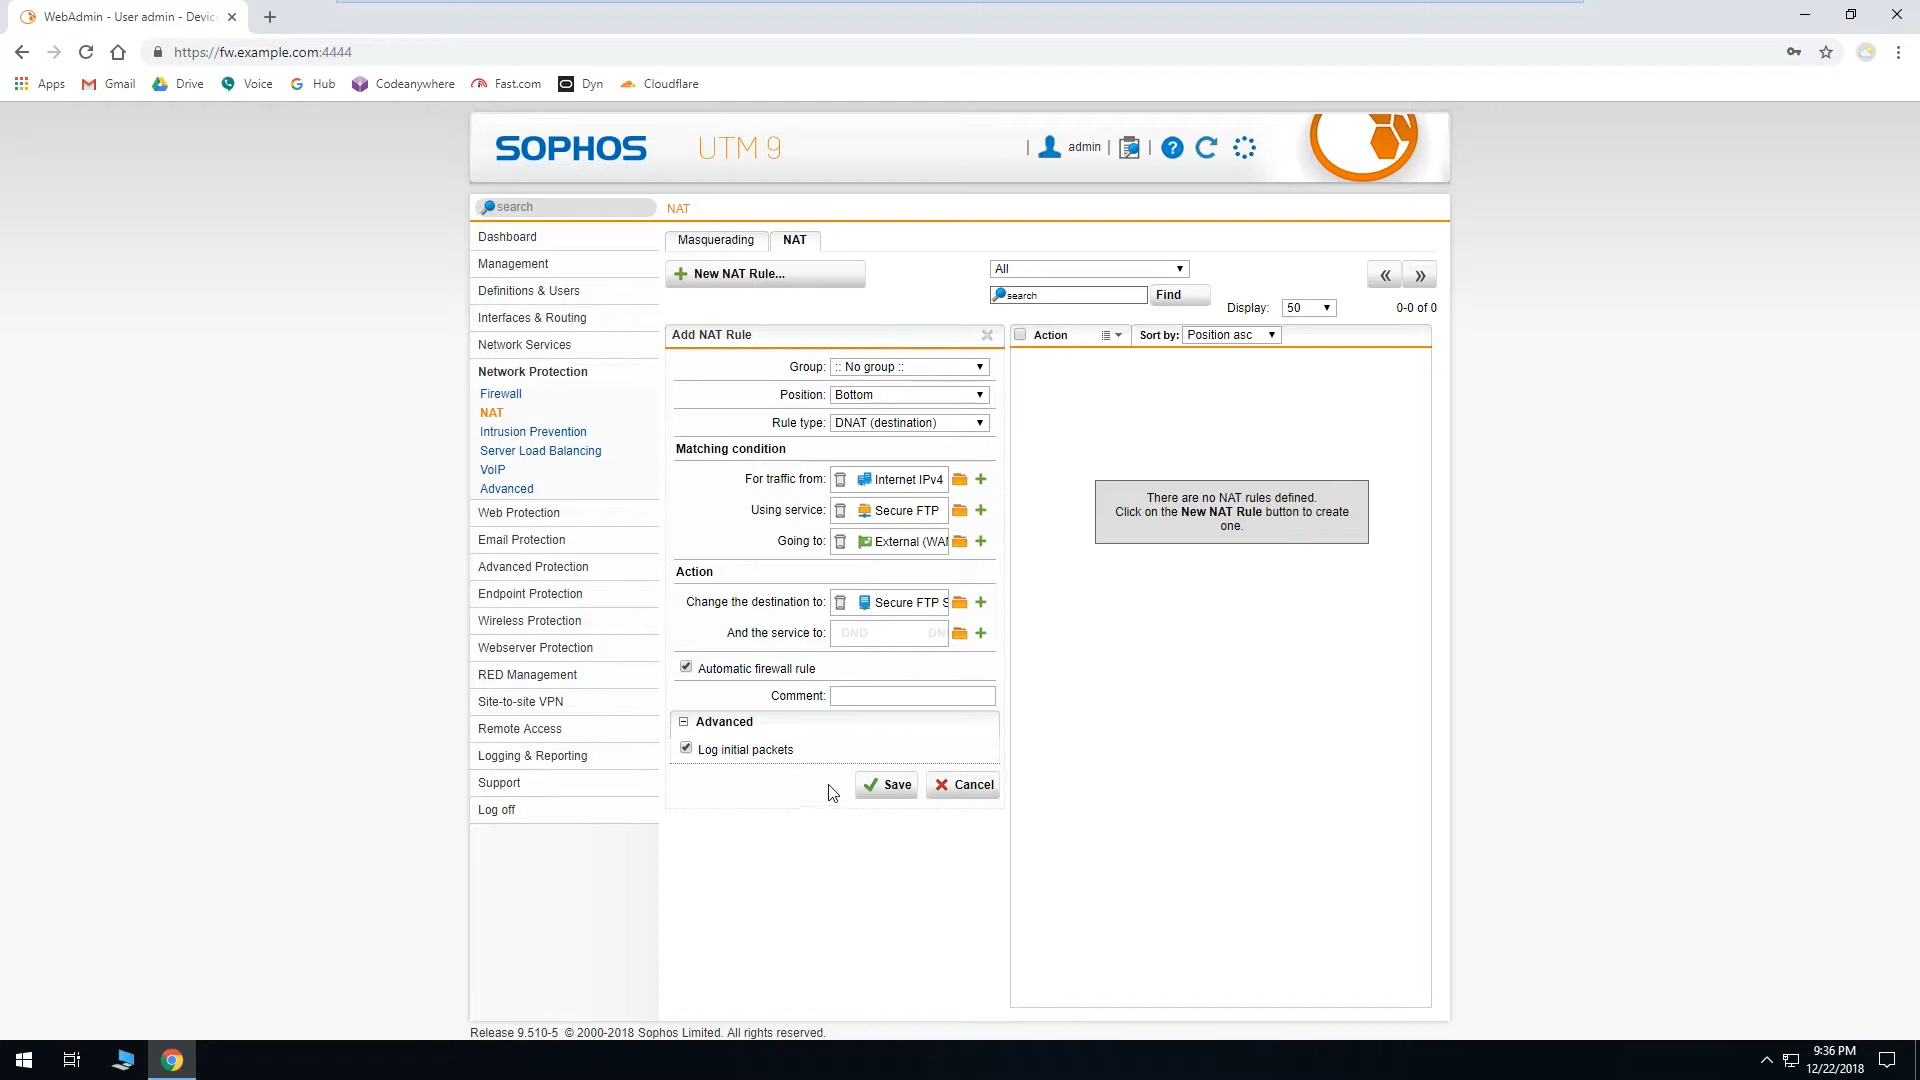 WebAdmin - User admin - Device
https://fw.example.com:4444
Apps Gmail Drive Voice Hub Codeanywhere Fast.com Dyn Cloudflare
SOPHOS UTM 9 | admin | |
search NAT
Dashboard
Management
Definitions & Users
Interfaces & Routing
Network Services
Network Protection
Firewall
NAT
Intrusion Prevention
Server Load Balancing
VoIP
Advanced
Web Protection
Email Protection
Advanced Protection
Endpoint Protection
Wireless Protection
Webserver Protection
RED Management
Site-to-site VPN
Remote Access
Logging & Reporting
Support
Log off
Masquerading NAT
New NAT Rule...
All
search Find
Display: 50 0-0 of 0
Add NAT Rule
Group: :: No group ::
Position: Bottom
Rule type: DNAT (destination)
Matching condition
For traffic from: Internet IPv4
Using service: Secure FTP
Going to: External (WAN
Action
Change the destination to: Secure FTP S
And the service to: DND DN
Automatic firewall rule
Comment:
Advanced
Log initial packets
Save Cancel
Action Sort by: Position asc
There are no NAT rules defined.
Click on the New NAT Rule button to create
one.
Release 9.510-5 © 2000-2018 Sophos Limited. All rights reserved.
9:36 PM
12/22/2018